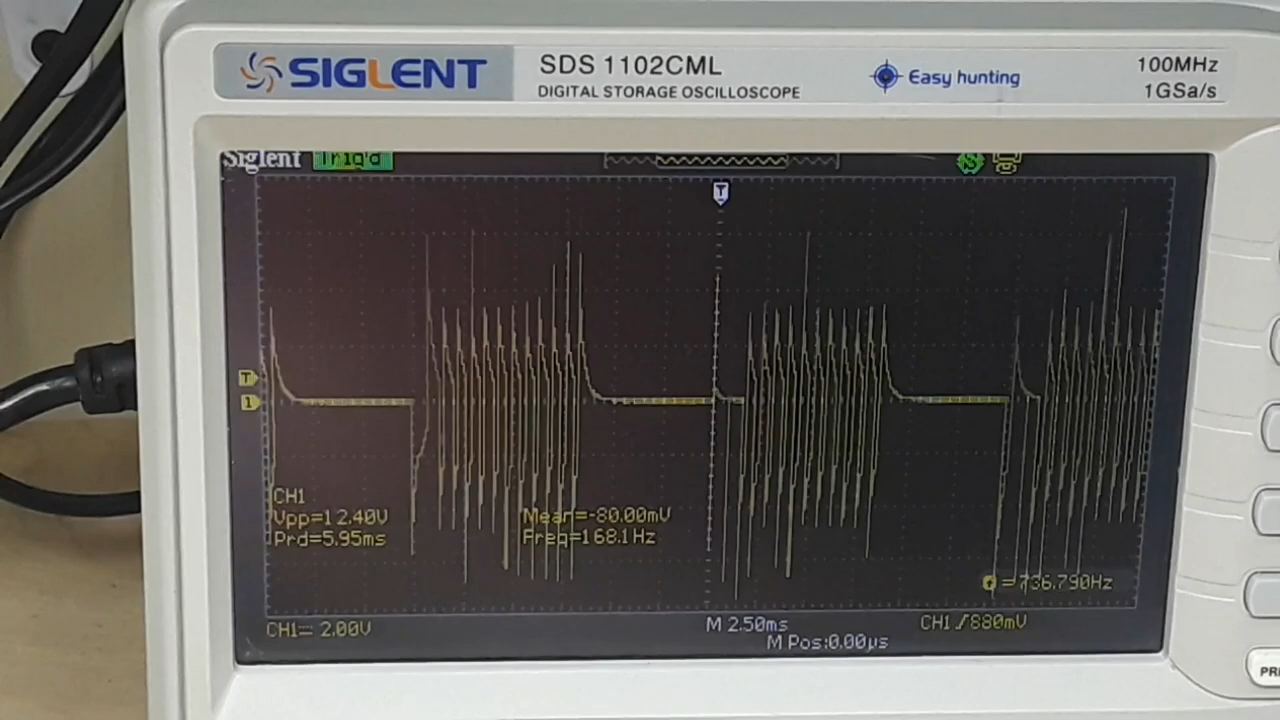 SIGLENT
SDS 1102CML
DIGITAL STORAGE OSCILLOSCOPE
Easy hunting
100MHz
1GSa/s
Siglent Trig'd
T
T
1
CH1
Vpp=12.40V Mean=-80.00mV
Prd=5.95ms Freq=168.1Hz
=736.790Hz
CH1 2.00V M 2.50ms CH1 880mV
M Pos:0.00µs